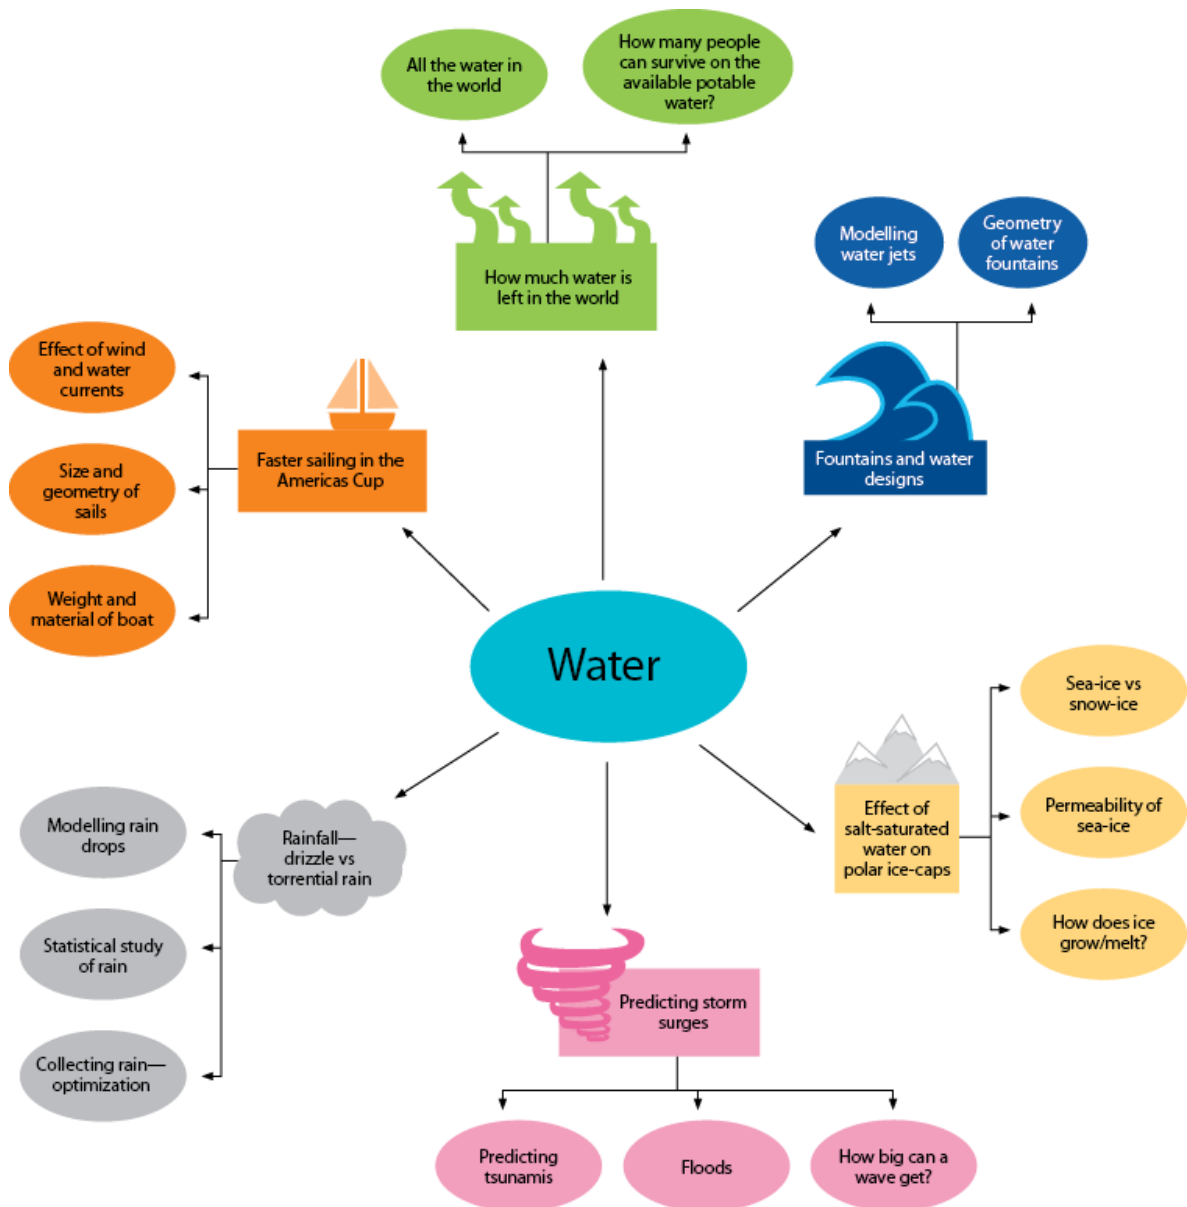 All the water in
the world
How many people
can survive on the
available potable
water?
How much water is
left in the world
Modelling
water jets
Geometry
of water
fountains
Fountains and water
designs
Effect of wind
and water
currents
Size and
geometry of
sails
Weight and
material of boat
Faster sailing in the
Americas Cup
Water
Sea-ice vs
snow-ice
Permeability of
sea-ice
How does ice
grow/melt?
Effect of
salt-saturated
water on
polar ice-caps
Modelling rain
drops
Statistical study
of rain
Collecting rain—
optimization
Rainfall—
drizzle vs
torrential rain
Predicting storm
surges
Predicting
tsunamis
Floods
How big can a
wave get?